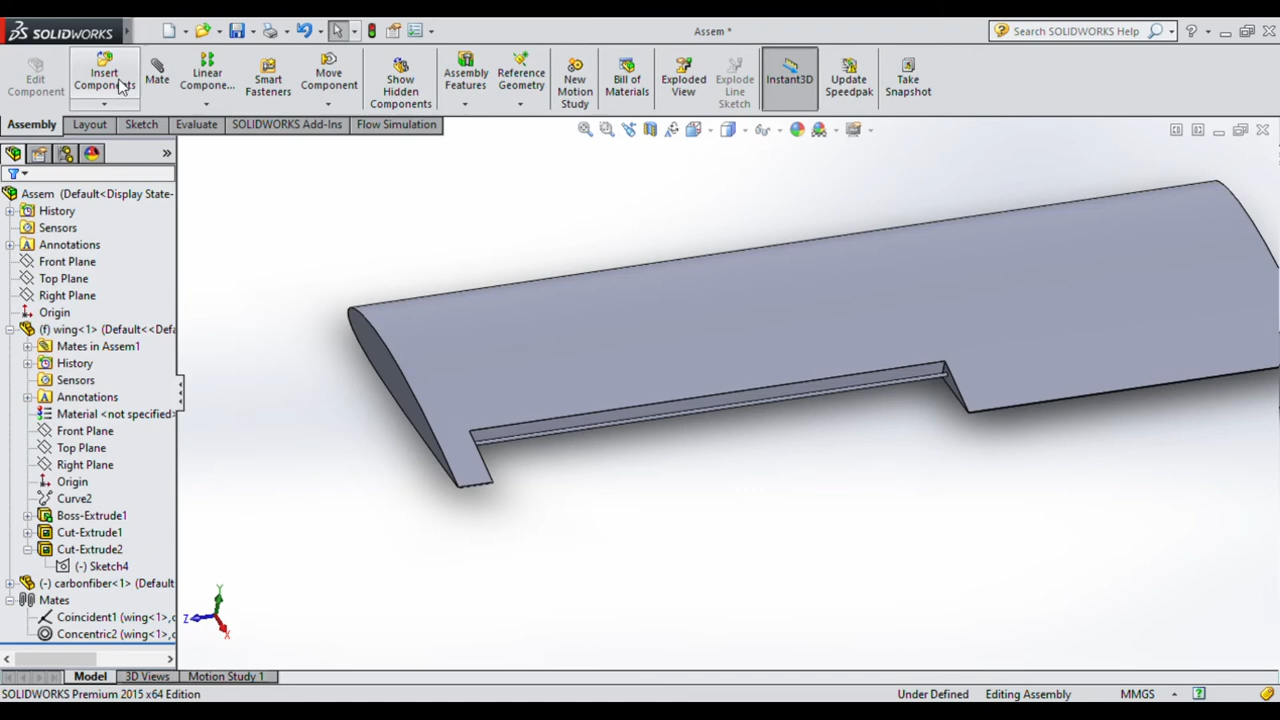 SOLIDWORKS
Assem *
Search SOLIDWORKS Help
Edit Component
Insert Components
Mate
Linear Compone...
Smart Fasteners
Move Component
Show Hidden Components
Assembly Features
Reference Geometry
New Motion Study
Bill of Materials
Exploded View
Explode Line Sketch
Instant3D
Update Speedpak
Take Snapshot
Assembly Layout Sketch Evaluate SOLIDWORKS Add-Ins Flow Simulation
Assem (Default<Display State-
History
Sensors
Annotations
Front Plane
Top Plane
Right Plane
Origin
(f) wing<1> (Default<<Defa
Mates in Assem1
History
Sensors
Annotations
Material <not specified>
Front Plane
Top Plane
Right Plane
Origin
Curve2
Boss-Extrude1
Cut-Extrude1
Cut-Extrude2
(-) Sketch4
(-) carbonfiber<1> (Default
Mates
Coincident1 (wing<1>,c
Concentric2 (wing<1>,c
Y
Z
X
Model 3D Views Motion Study 1
SOLIDWORKS Premium 2015 x64 Edition Under Defined Editing Assembly MMGS